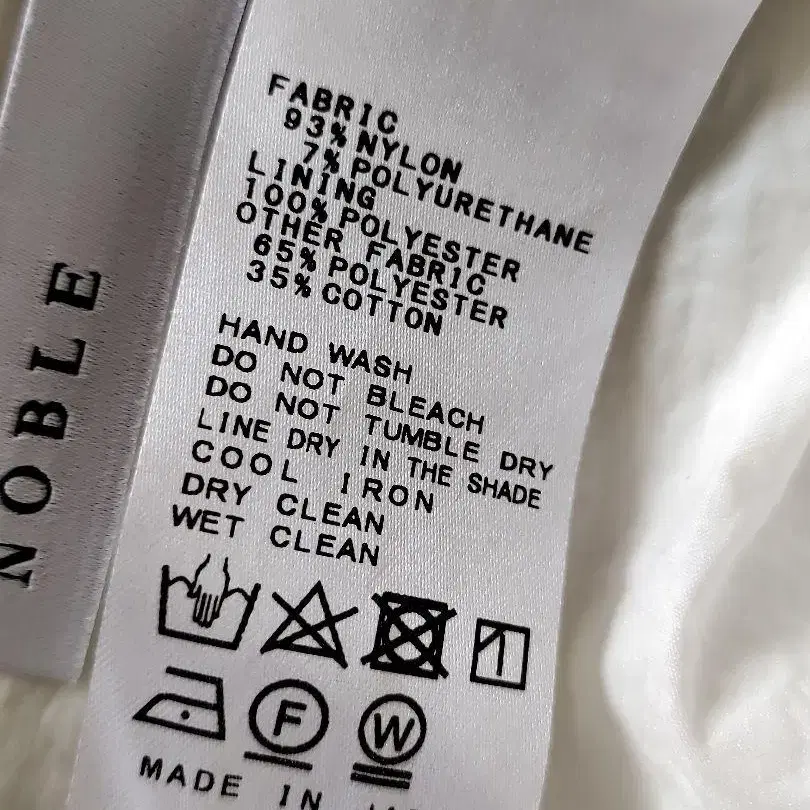 NOBLE
FABRIC
93% NYLON
7% POLYURETHANE
LINING
100% POLYESTER
OTHER FABRIC
65% POLYESTER
35% COTTON
HAND WASH
DO NOT BLEACH
DO NOT TUMBLE DRY
LINE DRY IN THE SHADE
COOL IRON
DRY CLEAN
WET CLEAN
F
W
MADE IN